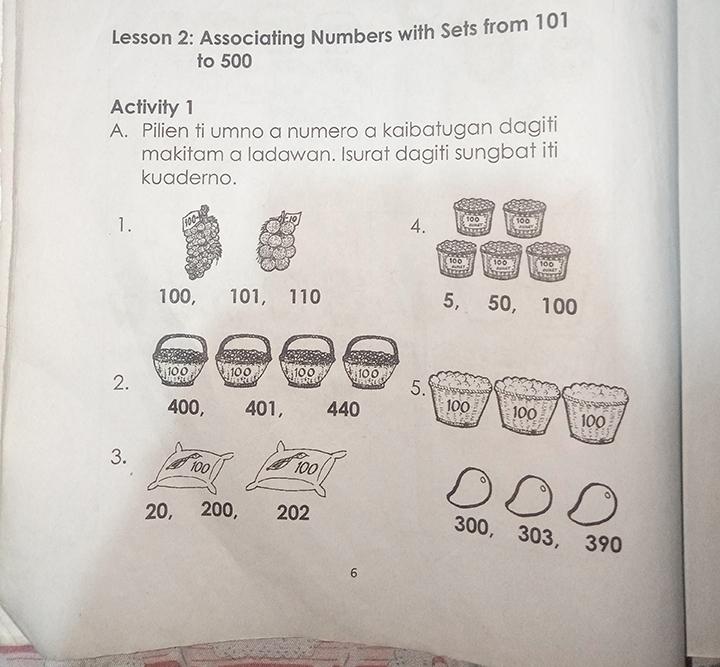 Lesson 2: Associating Numbers with Sets from 101
to 500
Activity 1
A. Pilien ti umno a numero a kaibatugan dagiti
makitam a ladawan. Isurat dagiti sungbat iti
kuaderno.
1.
100 10
100, 101, 110
2.
100 100 100 100
400, 401, 440
3.
100 100
20, 200, 202
4.
100 100
100 100 100
5, 50, 100
5.
100 100 100
300, 303, 390
6